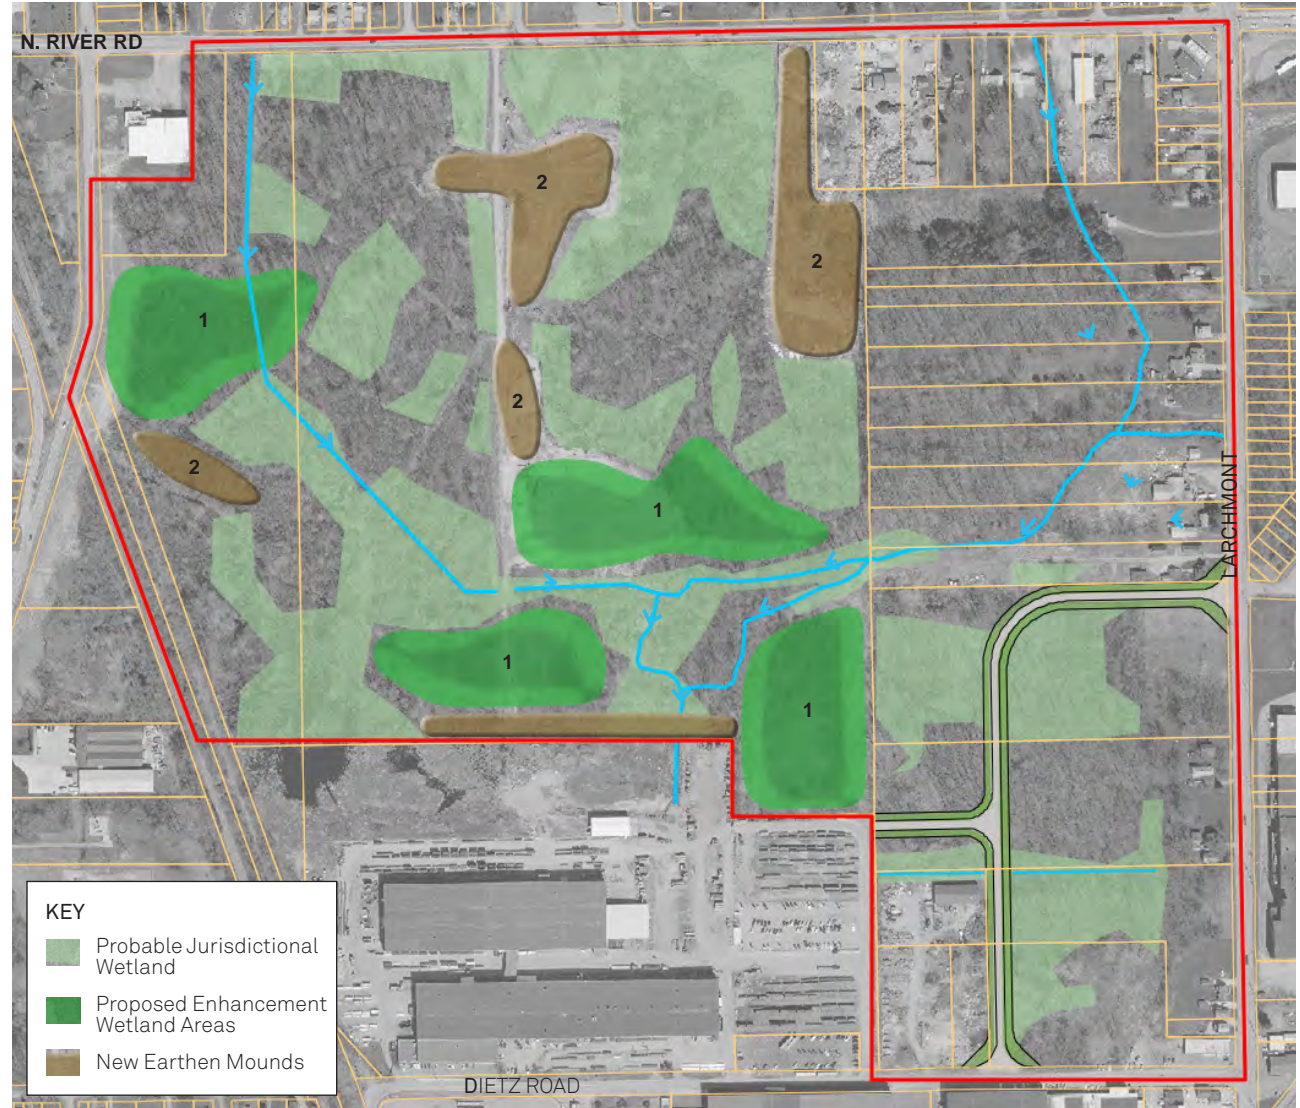 N. RIVER RD
2
2
1
2
2
1
LARCHMONT
1
1
KEY
Probable Jurisdictional
Wetland
Proposed Enhancement
Wetland Areas
New Earthen Mounds
DIETZ ROAD